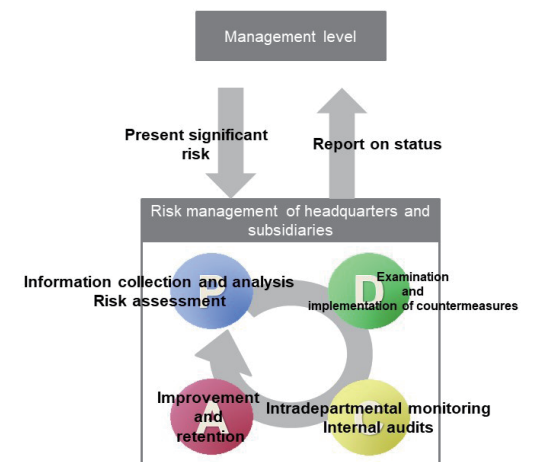 Management level
Present significant
risk
Report on status
Risk management of headquarters and
subsidiaries
P
Information collection and analysis
Risk assessment
D
Examination
and
implementation of countermeasures
A
Improvement
and
retention
C
Intradepartmental monitoring
Internal audits